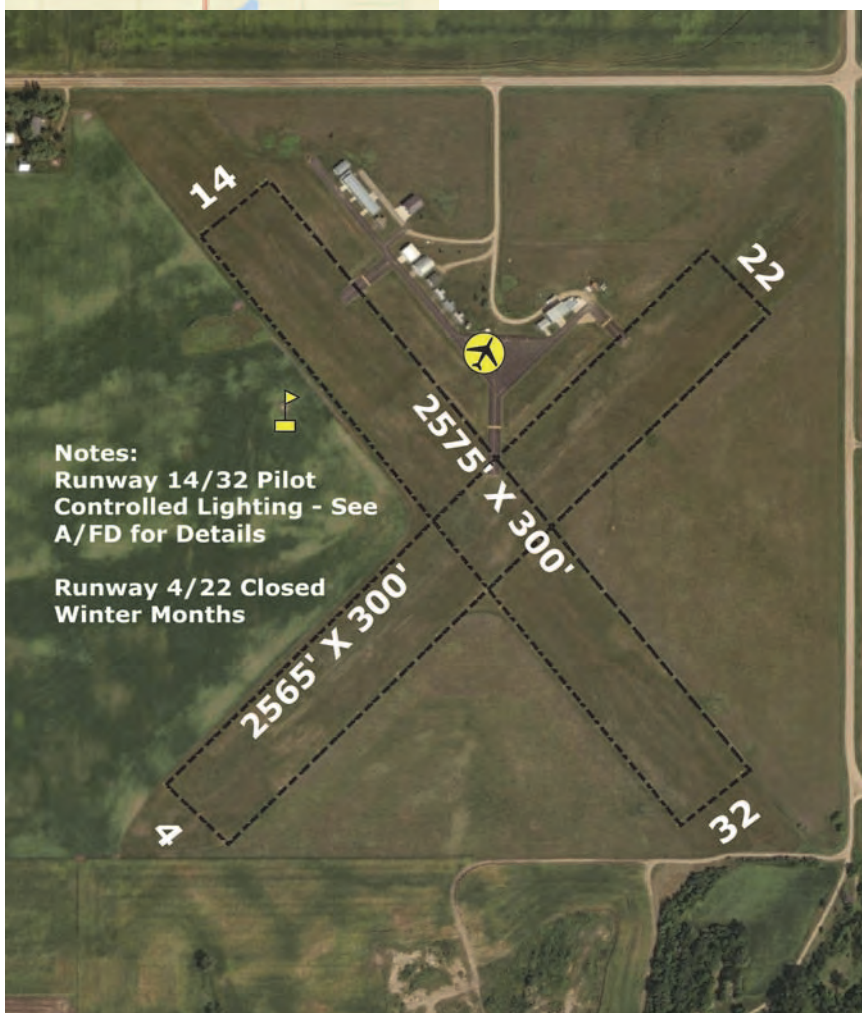 14
22
2575' X 300'
Notes:
Runway 14/32 Pilot
Controlled Lighting - See
A/FD for Details
Runway 4/22 Closed
Winter Months
2565' X 300'
4
32